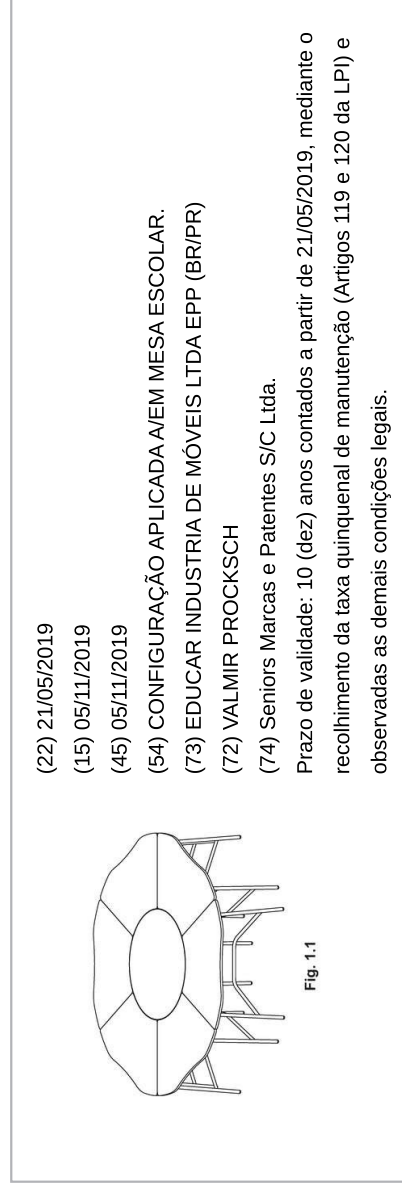 (22) 21/05/2019
(15) 05/11/2019
(45) 05/11/2019
(54) CONFIGURAÇÃO APLICADA A/EM MESA ESCOLAR.
(73) EDUCAR INDUSTRIA DE MÓVEIS LTDA EPP (BR/PR)
(72) VALMIR PROCKSCH
(74) Seniors Marcas e Patentes S/C Ltda.
Prazo de validade: 10 (dez) anos contados a partir de 21/05/2019, mediante o
recolhimento da taxa quinquenal de manutenção (Artigos 119 e 120 da LPI) e
observadas as demais condições legais.
Fig. 1.1